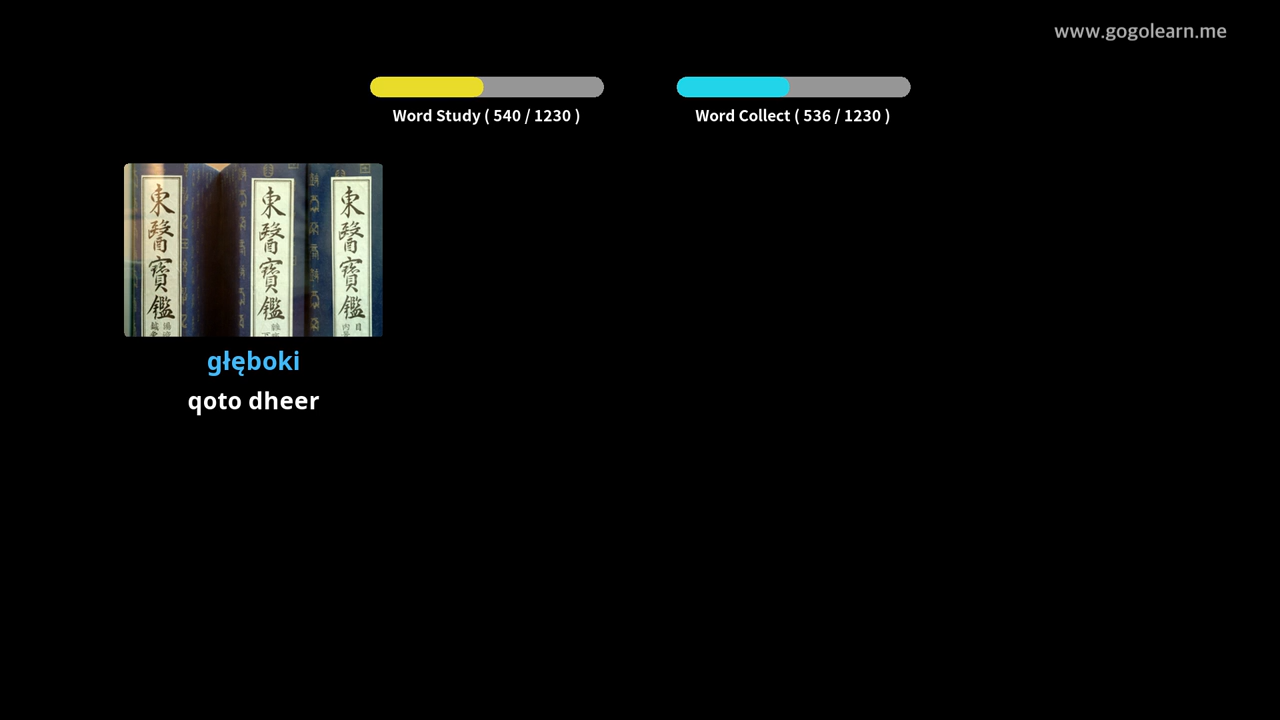 www.gogolearn.me
Word Study ( 540 / 1230 )
Word Collect ( 536 / 1230 )
東醫寶鑑
東醫寶鑑
東醫寶鑑
głęboki
qoto dheer